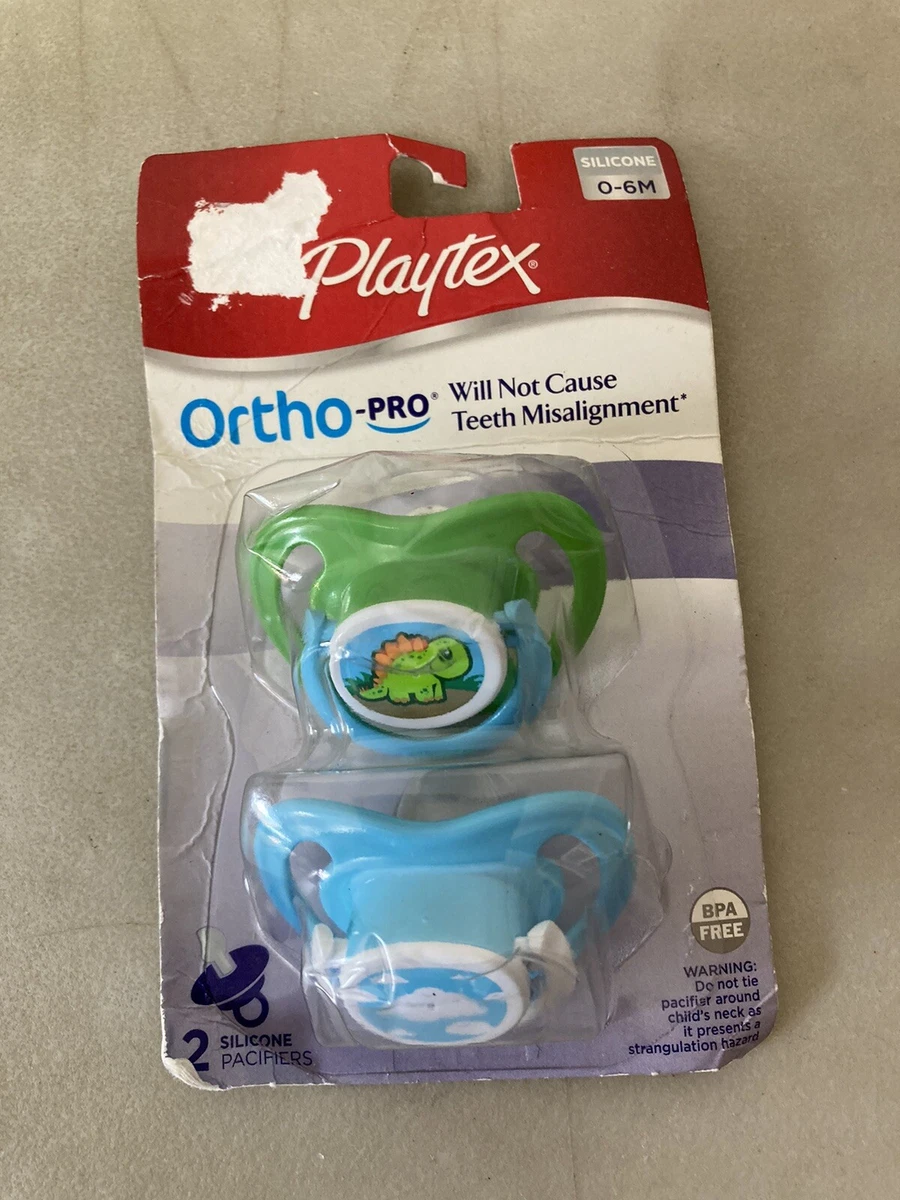 SILICONE
0-6M
Playtex®
Ortho-PRO®
Will Not Cause
Teeth Misalignment*
BPA
FREE
WARNING:
Do not tie
pacifier around
child's neck as
it presents a
strangulation hazard
2 SILICONE
PACIFIERS